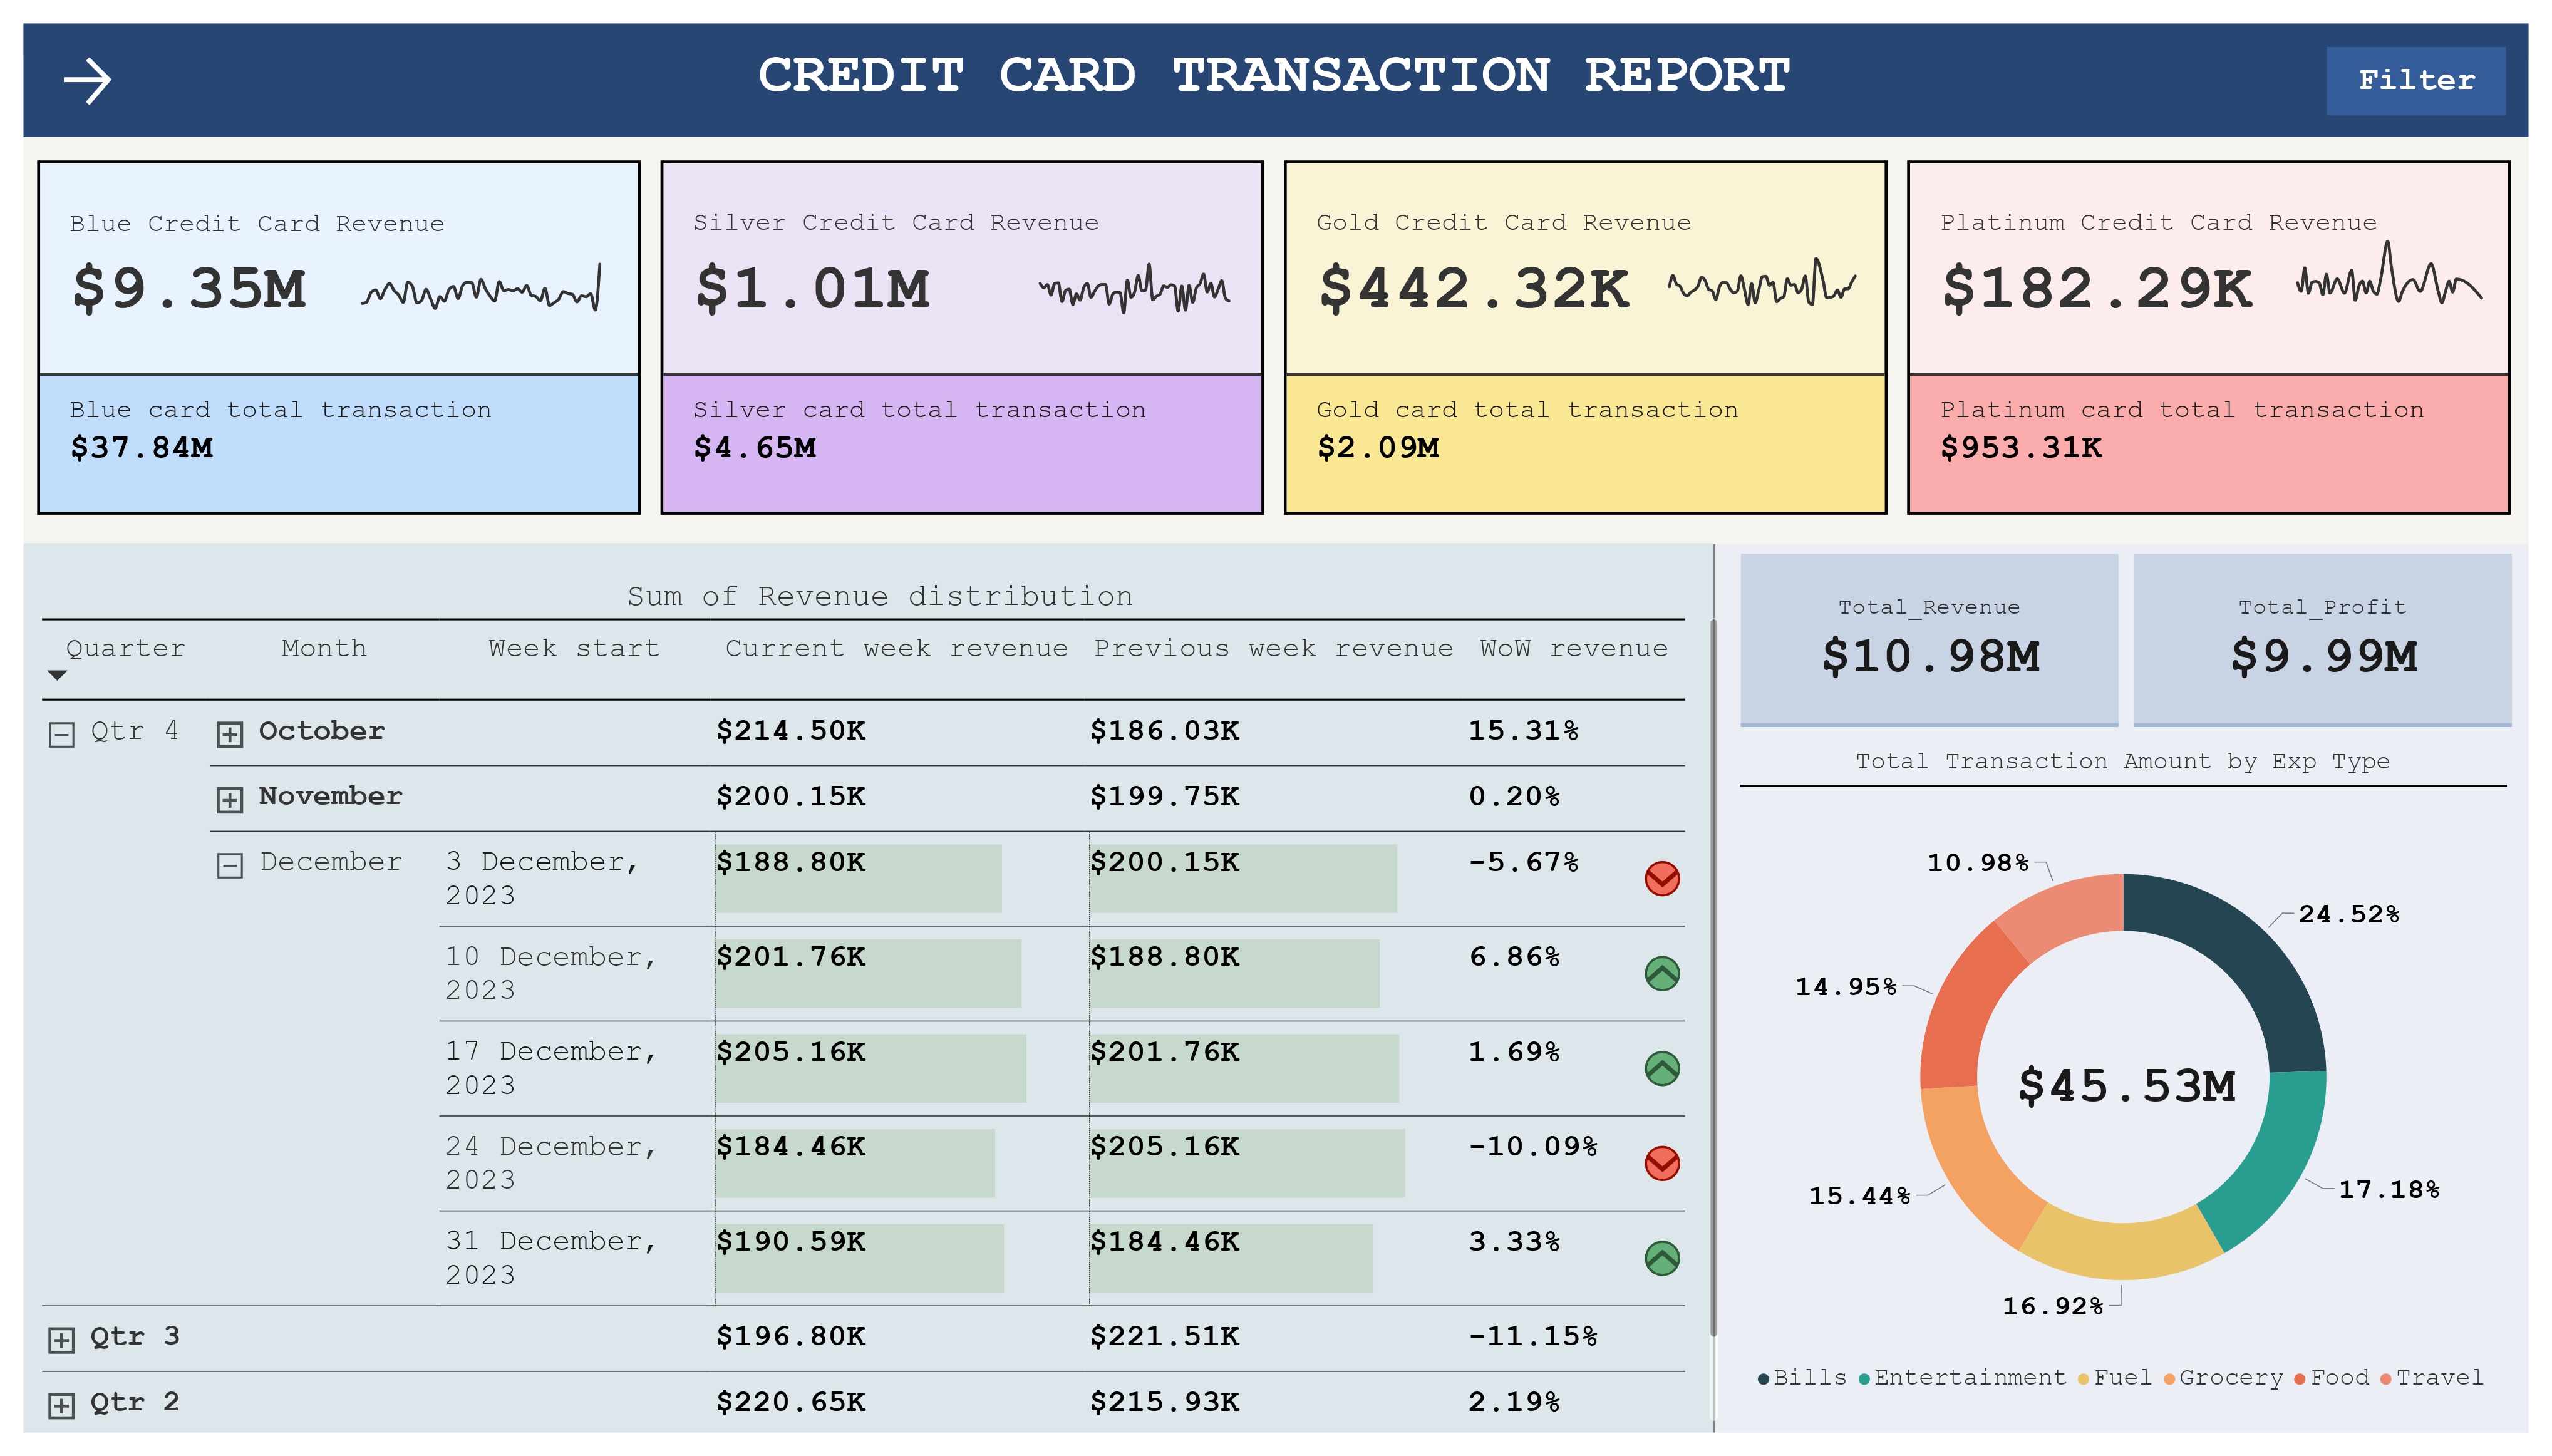 CREDIT CARD TRANSACTION REPORT
Filter
Blue Credit Card Revenue
$9.35M
Blue card total transaction
$37.84M
Silver Credit Card Revenue
$1.01M
Silver card total transaction
$4.65M
Gold Credit Card Revenue
$442.32K
Gold card total transaction
$2.09M
Platinum Credit Card Revenue
$182.29K
Platinum card total transaction
$953.31K
Sum of Revenue distribution
Quarter Month Week start Current week revenue Previous week revenue WoW revenue
Qtr 4 October $214.50K $186.03K 15.31%
November $200.15K $199.75K 0.20%
December 3 December, $188.80K $200.15K -5.67%
2023
10 December, $201.76K $188.80K 6.86%
2023
17 December, $205.16K $201.76K 1.69%
2023
24 December, $184.46K $205.16K -10.09%
2023
31 December, $190.59K $184.46K 3.33%
2023
Qtr 3 $196.80K $221.51K -11.15%
Qtr 2 $220.65K $215.93K 2.19%
Total_Revenue
$10.98M
Total_Profit
$9.99M
Total Transaction Amount by Exp Type
10.98%
24.52%
14.95%
$45.53M
17.18%
15.44%
16.92%
Bills Entertainment Fuel Grocery Food Travel